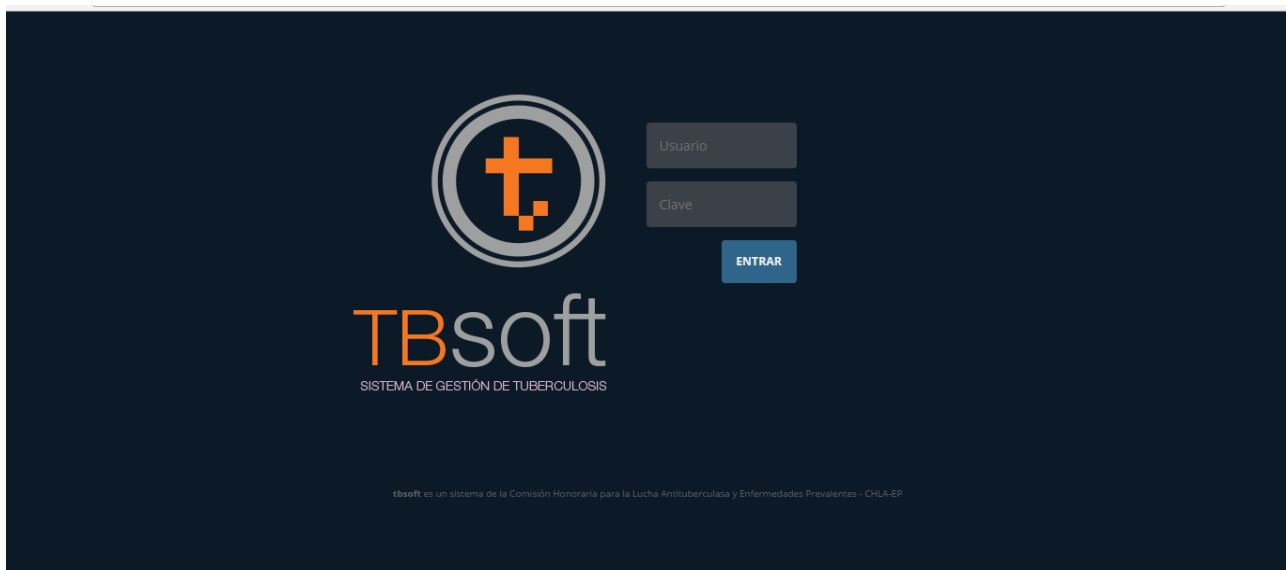 t
Usuario
Clave
ENTRAR
TBsoft
SISTEMA DE GESTIÓN DE TUBERCULOSIS
tbsoft es un sistema de la Comisión Honoraria para la Lucha Antituberculasa y Enfermedades Prevalentes - CHLA-EP